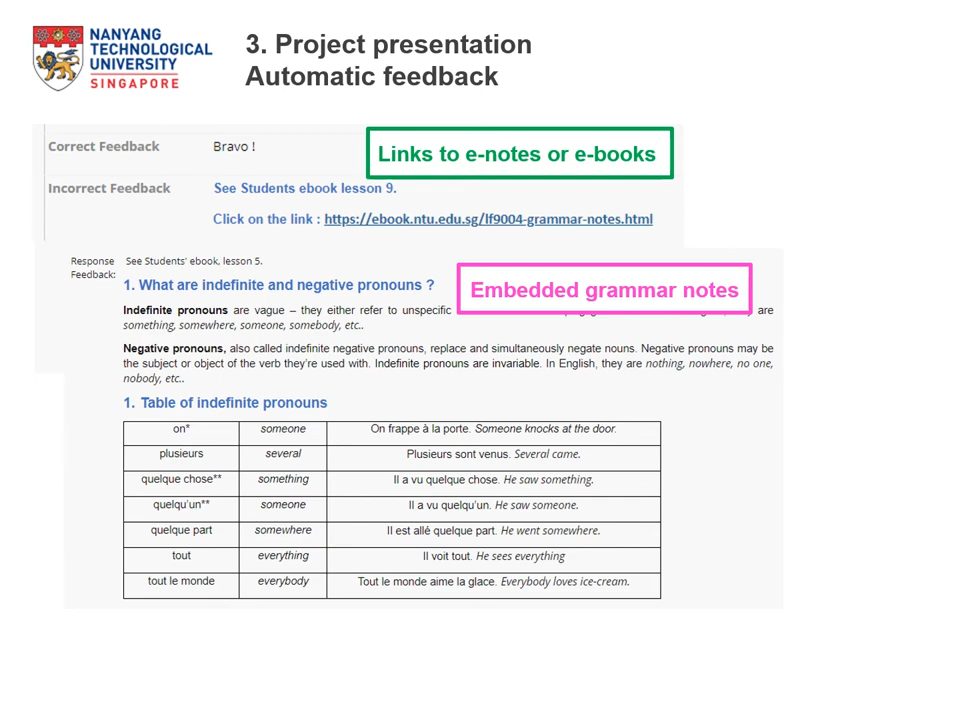 NANYANG
TECHNOLOGICAL
UNIVERSITY
SINGAPORE
3. Project presentation
Automatic feedback
Correct Feedback Bravo !
Links to e-notes or e-books
Incorrect Feedback See Students ebook lesson 9.
Click on the link : https://ebook.ntu.edu.sg/lf9004-grammar-notes.html
Response Feedback: See Students' ebook, lesson 5.
1. What are indefinite and negative pronouns ?
Embedded grammar notes
Indefinite pronouns are vague – they either refer to unspecific are
something, somewhere, someone, somebody, etc..
Negative pronouns, also called indefinite negative pronouns, replace and simultaneously negate nouns. Negative pronouns may be
the subject or object of the verb they're used with. Indefinite pronouns are invariable. In English, they are nothing, nowhere, no one,
nobody, etc..
1. Table of indefinite pronouns
on* someone On frappe à la porte. Someone knocks at the door.
plusieurs several Plusieurs sont venus. Several came.
quelque chose** something Il a vu quelque chose. He saw something.
quelqu'un** someone Il a vu quelqu'un. He saw someone.
quelque part somewhere Il est allé quelque part. He went somewhere.
tout everything Il voit tout. He sees everything
tout le monde everybody Tout le monde aime la glace. Everybody loves ice-cream.